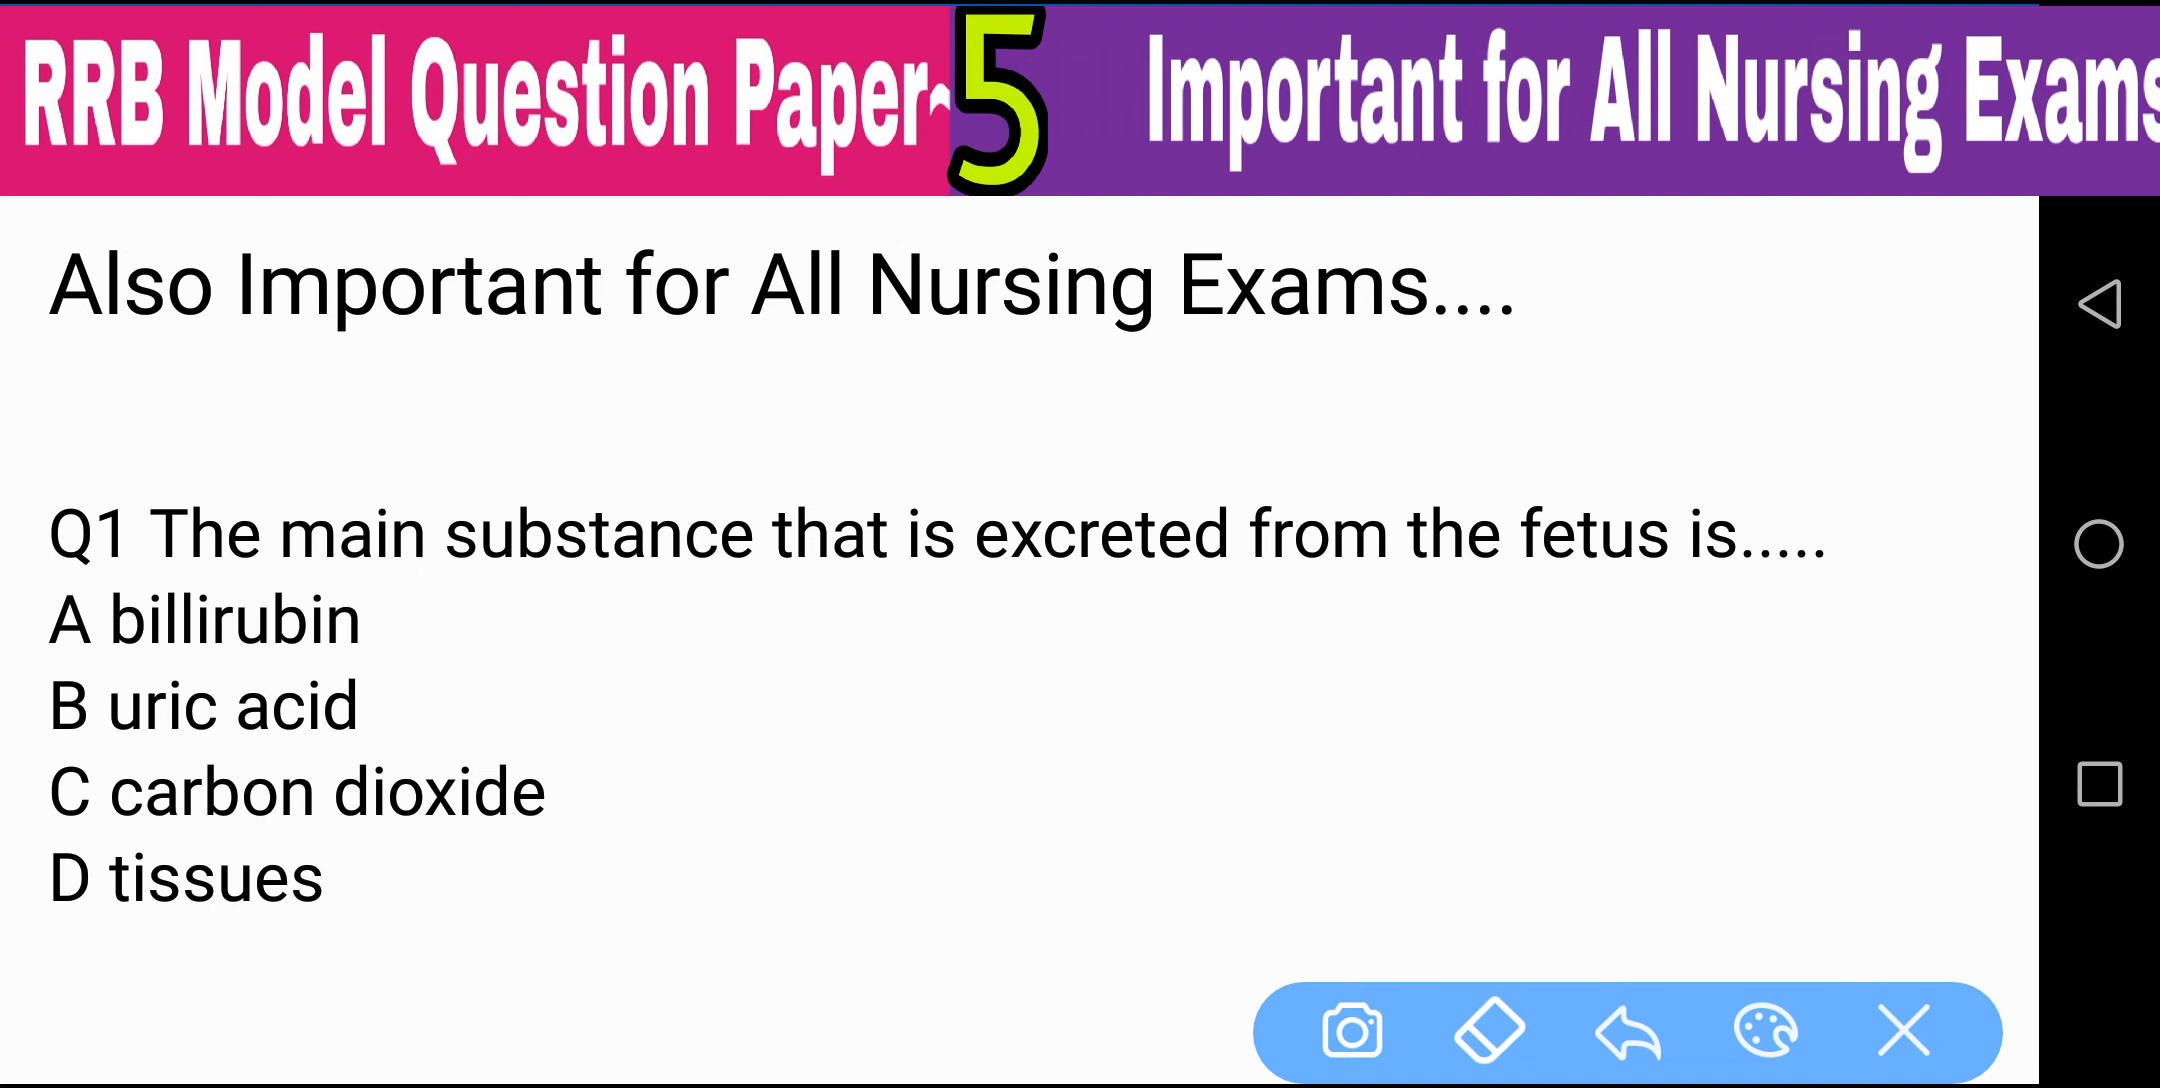 RRB Model Question Paper-5 Important for All Nursing Exams
Also Important for All Nursing Exams....
Q1 The main substance that is excreted from the fetus is.....
A billirubin
B uric acid
C carbon dioxide
D tissues